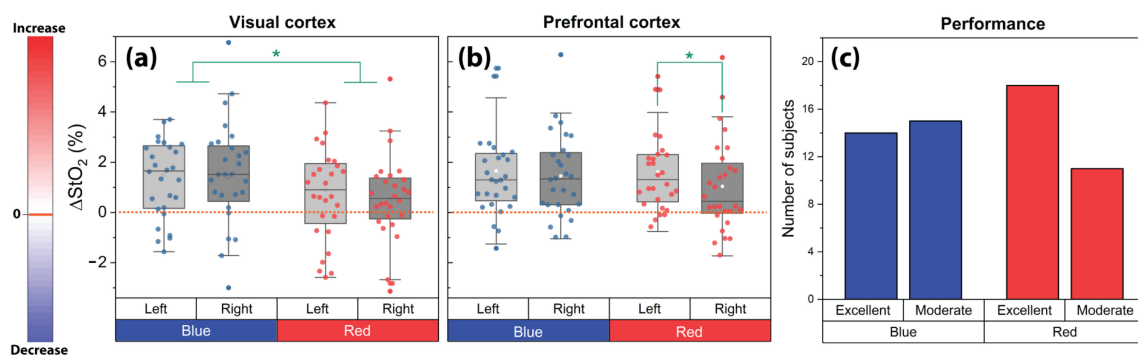 Increase
0
Decrease
Visual cortex
(a)
*
ΔStO2 (%)
6
4
2
0
−2
Left Right Left Right
Blue Red
Prefrontal cortex
(b)
*
Left Right Left Right
Blue Red
Performance
(c)
Number of subjects
20
16
12
8
4
0
Excellent Moderate Excellent Moderate
Blue Red